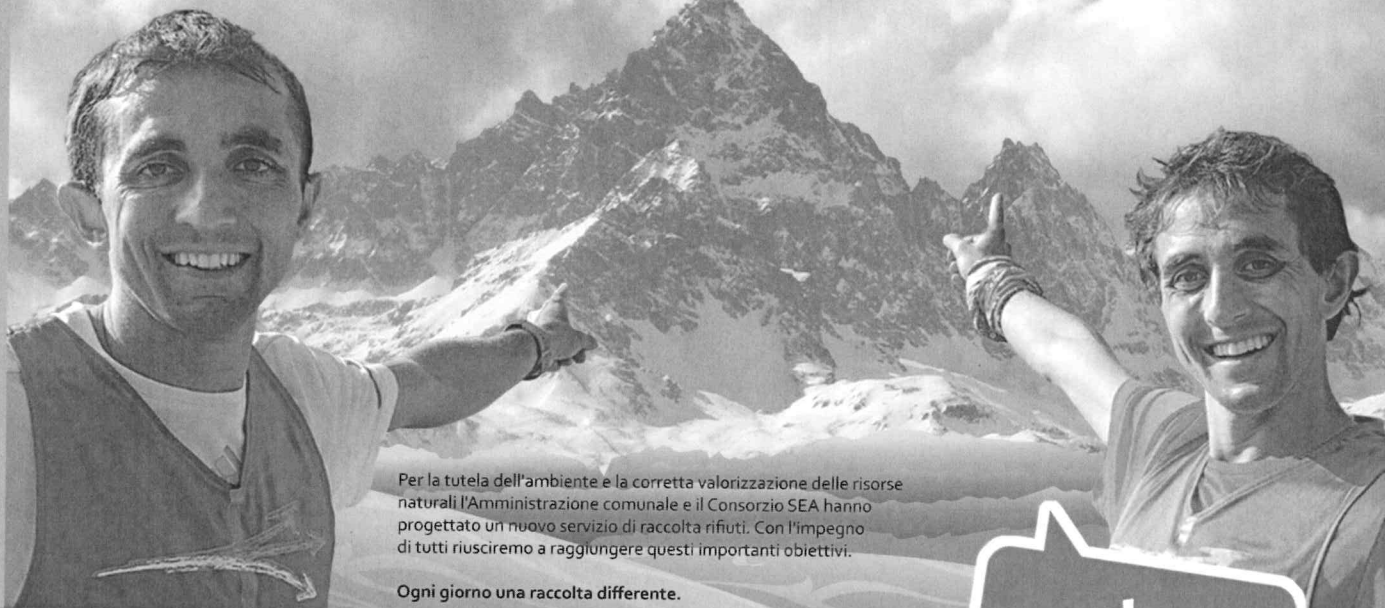 Per la tutela dell'ambiente e la corretta valorizzazione delle risorse
naturali l'Amministrazione comunale e il Consorzio SEA hanno
progettato un nuovo servizio di raccolta rifiuti. Con l'impegno
di tutti riusciremo a raggiungere questi importanti obiettivi.
Ogni giorno una raccolta differente.